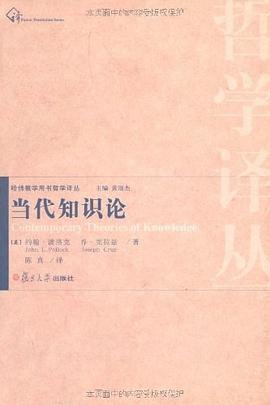 本页面中的内容受版权保护
哲学译丛
哈佛教学用书哲学译丛 主编 黄颂杰
当代知识论
Contemporary Theories of Knowledge
[美] 约翰·波洛克 乔·克拉兹 著
John L. Pollock Joseph Cruz
陈真 译
复旦大学出版社
本页面中的内容受版权保护